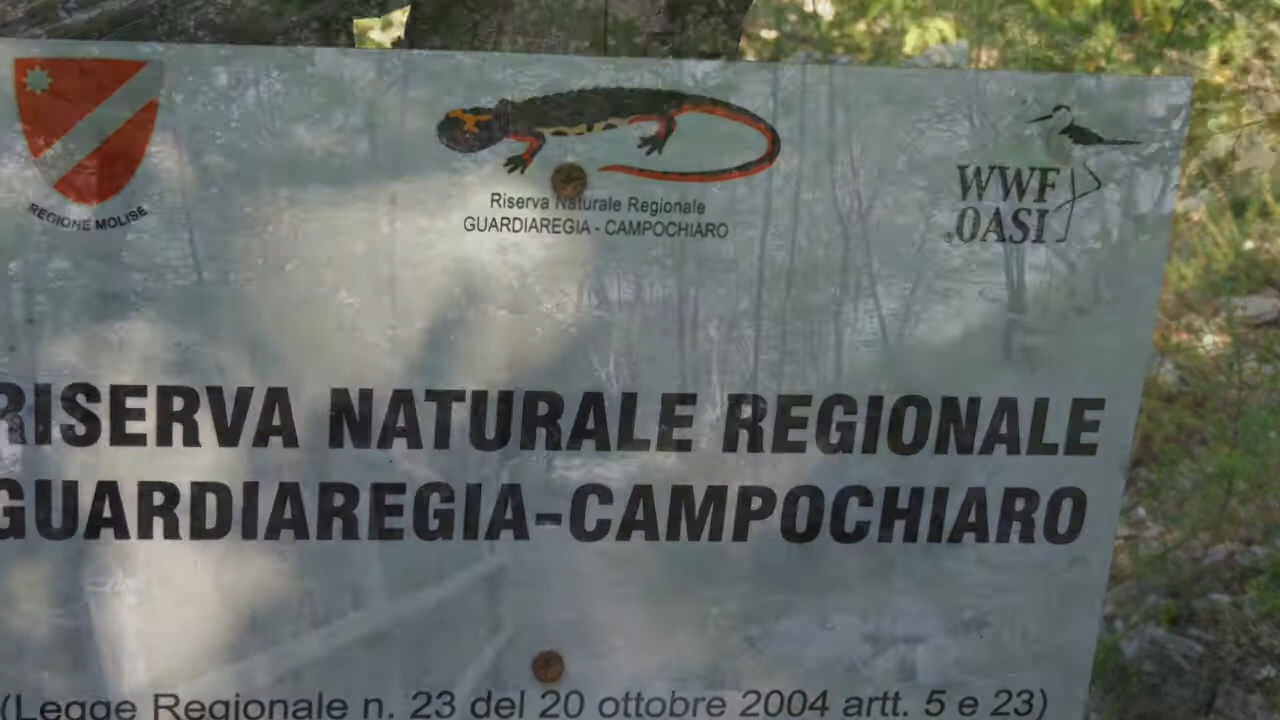 REGIONE MOLISE
Riserva Naturale Regionale
GUARDIAREGIA - CAMPOCHIARO
WWF
OASI
RISERVA NATURALE REGIONALE
GUARDIAREGIA-CAMPOCHIARO
(Legge Regionale n. 23 del 20 ottobre 2004 artt. 5 e 23)